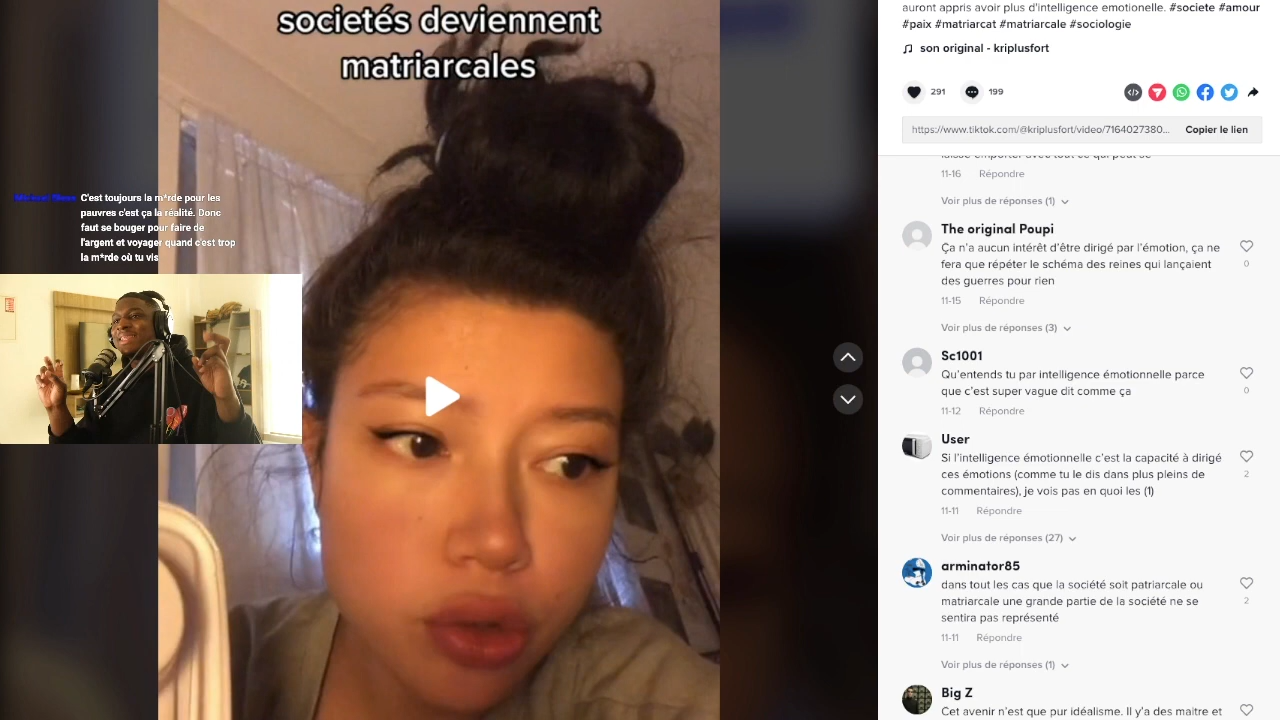 societés deviennent
matriarcales
C'est toujours la m*rde pour les
pauvres c'est ça la réalité. Donc
faut se bouger pour faire de
l'argent et voyager quand c'est trop
la m*rde où tu vis
auront appris avoir plus d'intelligence emotionelle. #societe #amour
#paix #matriarcat #matriarcale #sociologie
son original - kriplusfort
291
199
https://www.tiktok.com/@kriplusfort/video/7164027380...
Copier le lien
laisse emporter avec tout ce qui peut se
11-16 Répondre
Voir plus de réponses (1)
The original Poupi
Ça n'a aucun intérêt d'être dirigé par l'émotion, ça ne
fera que répéter le schéma des reines qui lançaient
des guerres pour rien
0
11-15 Répondre
Voir plus de réponses (3)
Sc1001
Qu'entends tu par intelligence émotionnelle parce
que c'est super vague dit comme ça
0
11-12 Répondre
User
Si l'intelligence émotionnelle c'est la capacité à dirigé
ces émotions (comme tu le dis dans plus pleins de
commentaires), je vois pas en quoi les (1)
2
11-11 Répondre
Voir plus de réponses (27)
arminator85
dans tout les cas que la société soit patriarcale ou
matriarcale une grande partie de la société ne se
sentira pas représenté
2
11-11 Répondre
Voir plus de réponses (1)
Big Z
Cet avenir n'est que pur idéalisme. Il y'a des maitre et